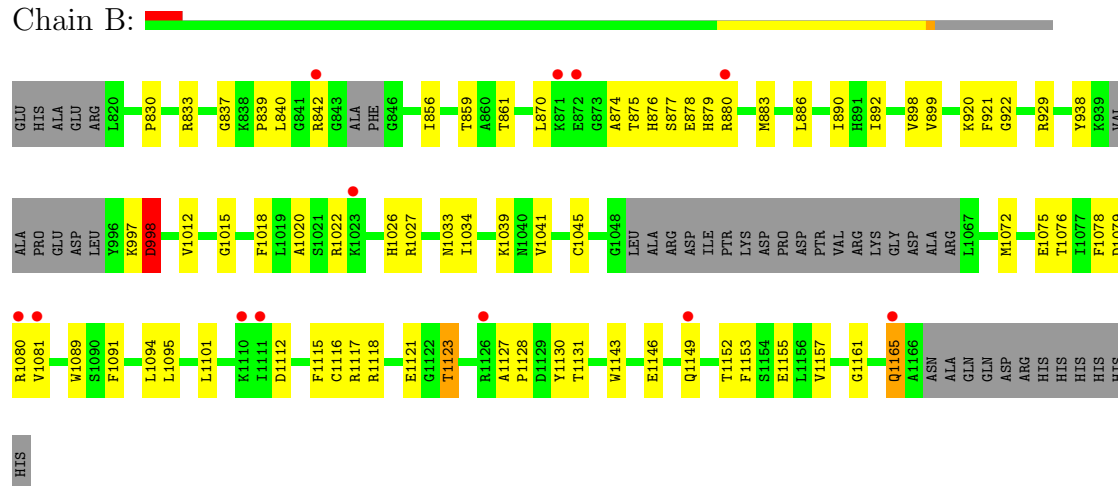 Chain B:
GLU HIS ALA GLU ARG L820 P830 R833 G837 K838 P839 L840 G841 R842 G843 ALA PHE G846 I856 T859 A860 T861 L870 K871 E872 G873 A874 T875 H876 S877 E878 H879 R880 M883 L886 I890 H891 I892 V898 V899 K920 F921 G922 R929 Y938 K939 VAL
ALA PRO GLU ASP LEU Y996 K997 D998 V1012 G1015 F1018 L1019 A1020 S1021 R1022 K1023 H1026 R1027 N1033 I1034 K1039 N1040 V1041 C1045 G1048 LEU ALA ARG ASP ILE PTR LYS ASP PRO ASP PTR VAL ARG LYS GLY ASP ALA ARG L1067 M1072 E1075 T1076 I1077 F1078 D1079
R1080 V1081 W1089 S1090 F1091 L1094 L1095 L1101 K1110 I1111 D1112 F1115 C1116 R1117 R1118 E1121 G1122 T1123 R1126 A1127 P1128 D1129 Y1130 T1131 W1143 E1146 Q1149 T1152 F1153 S1154 E1155 L1156 V1157 G1161 Q1165 A1166 ASN ALA GLN GLN ASP ARG HIS HIS HIS HIS HIS
HIS